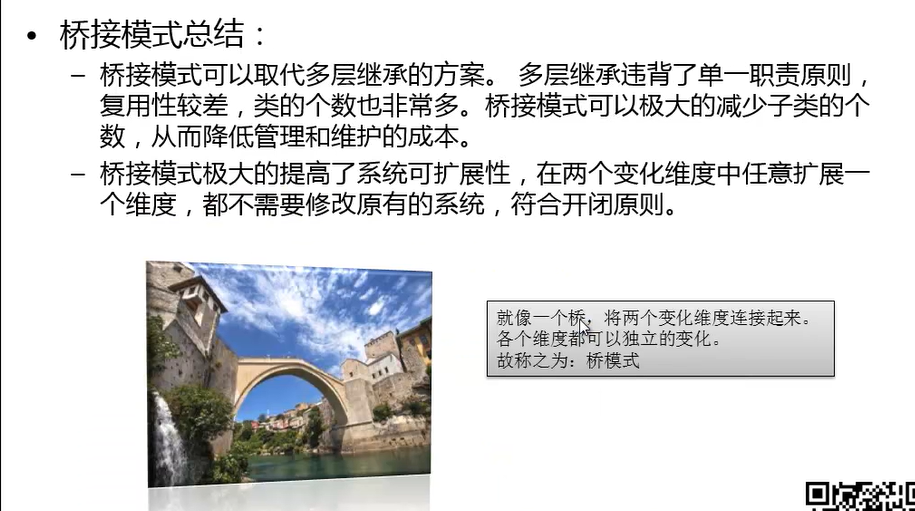 • 桥接模式总结：
– 桥接模式可以取代多层继承的方案。 多层继承违背了单一职责原则，
复用性较差，类的个数也非常多。桥接模式可以极大的减少子类的个
数，从而降低管理和维护的成本。
– 桥接模式极大的提高了系统可扩展性，在两个变化维度中任意扩展一
个维度，都不需要修改原有的系统，符合开闭原则。
就像一个桥，将两个变化维度连接起来。
各个维度都可以独立的变化。
故称之为：桥模式